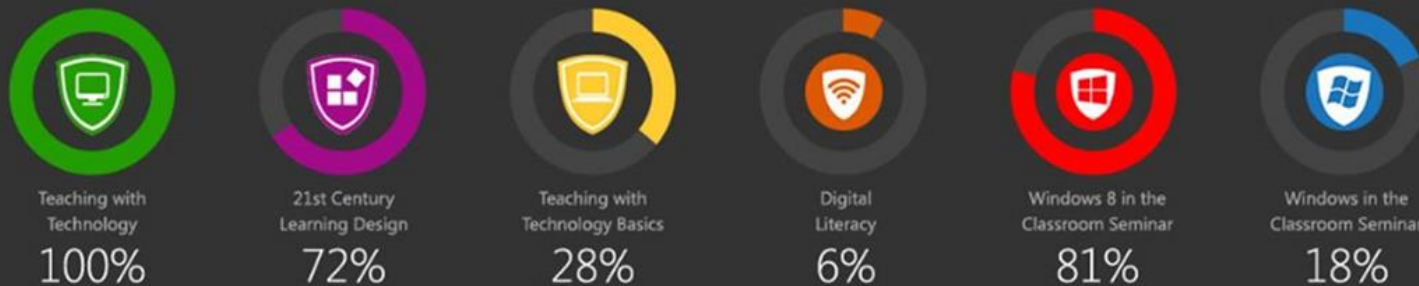 Teaching with
Technology
100%
21st Century
Learning Design
72%
Teaching with
Technology Basics
28%
Digital
Literacy
6%
Windows 8 in the
Classroom Seminar
81%
Windows in the
Classroom Seminar
18%